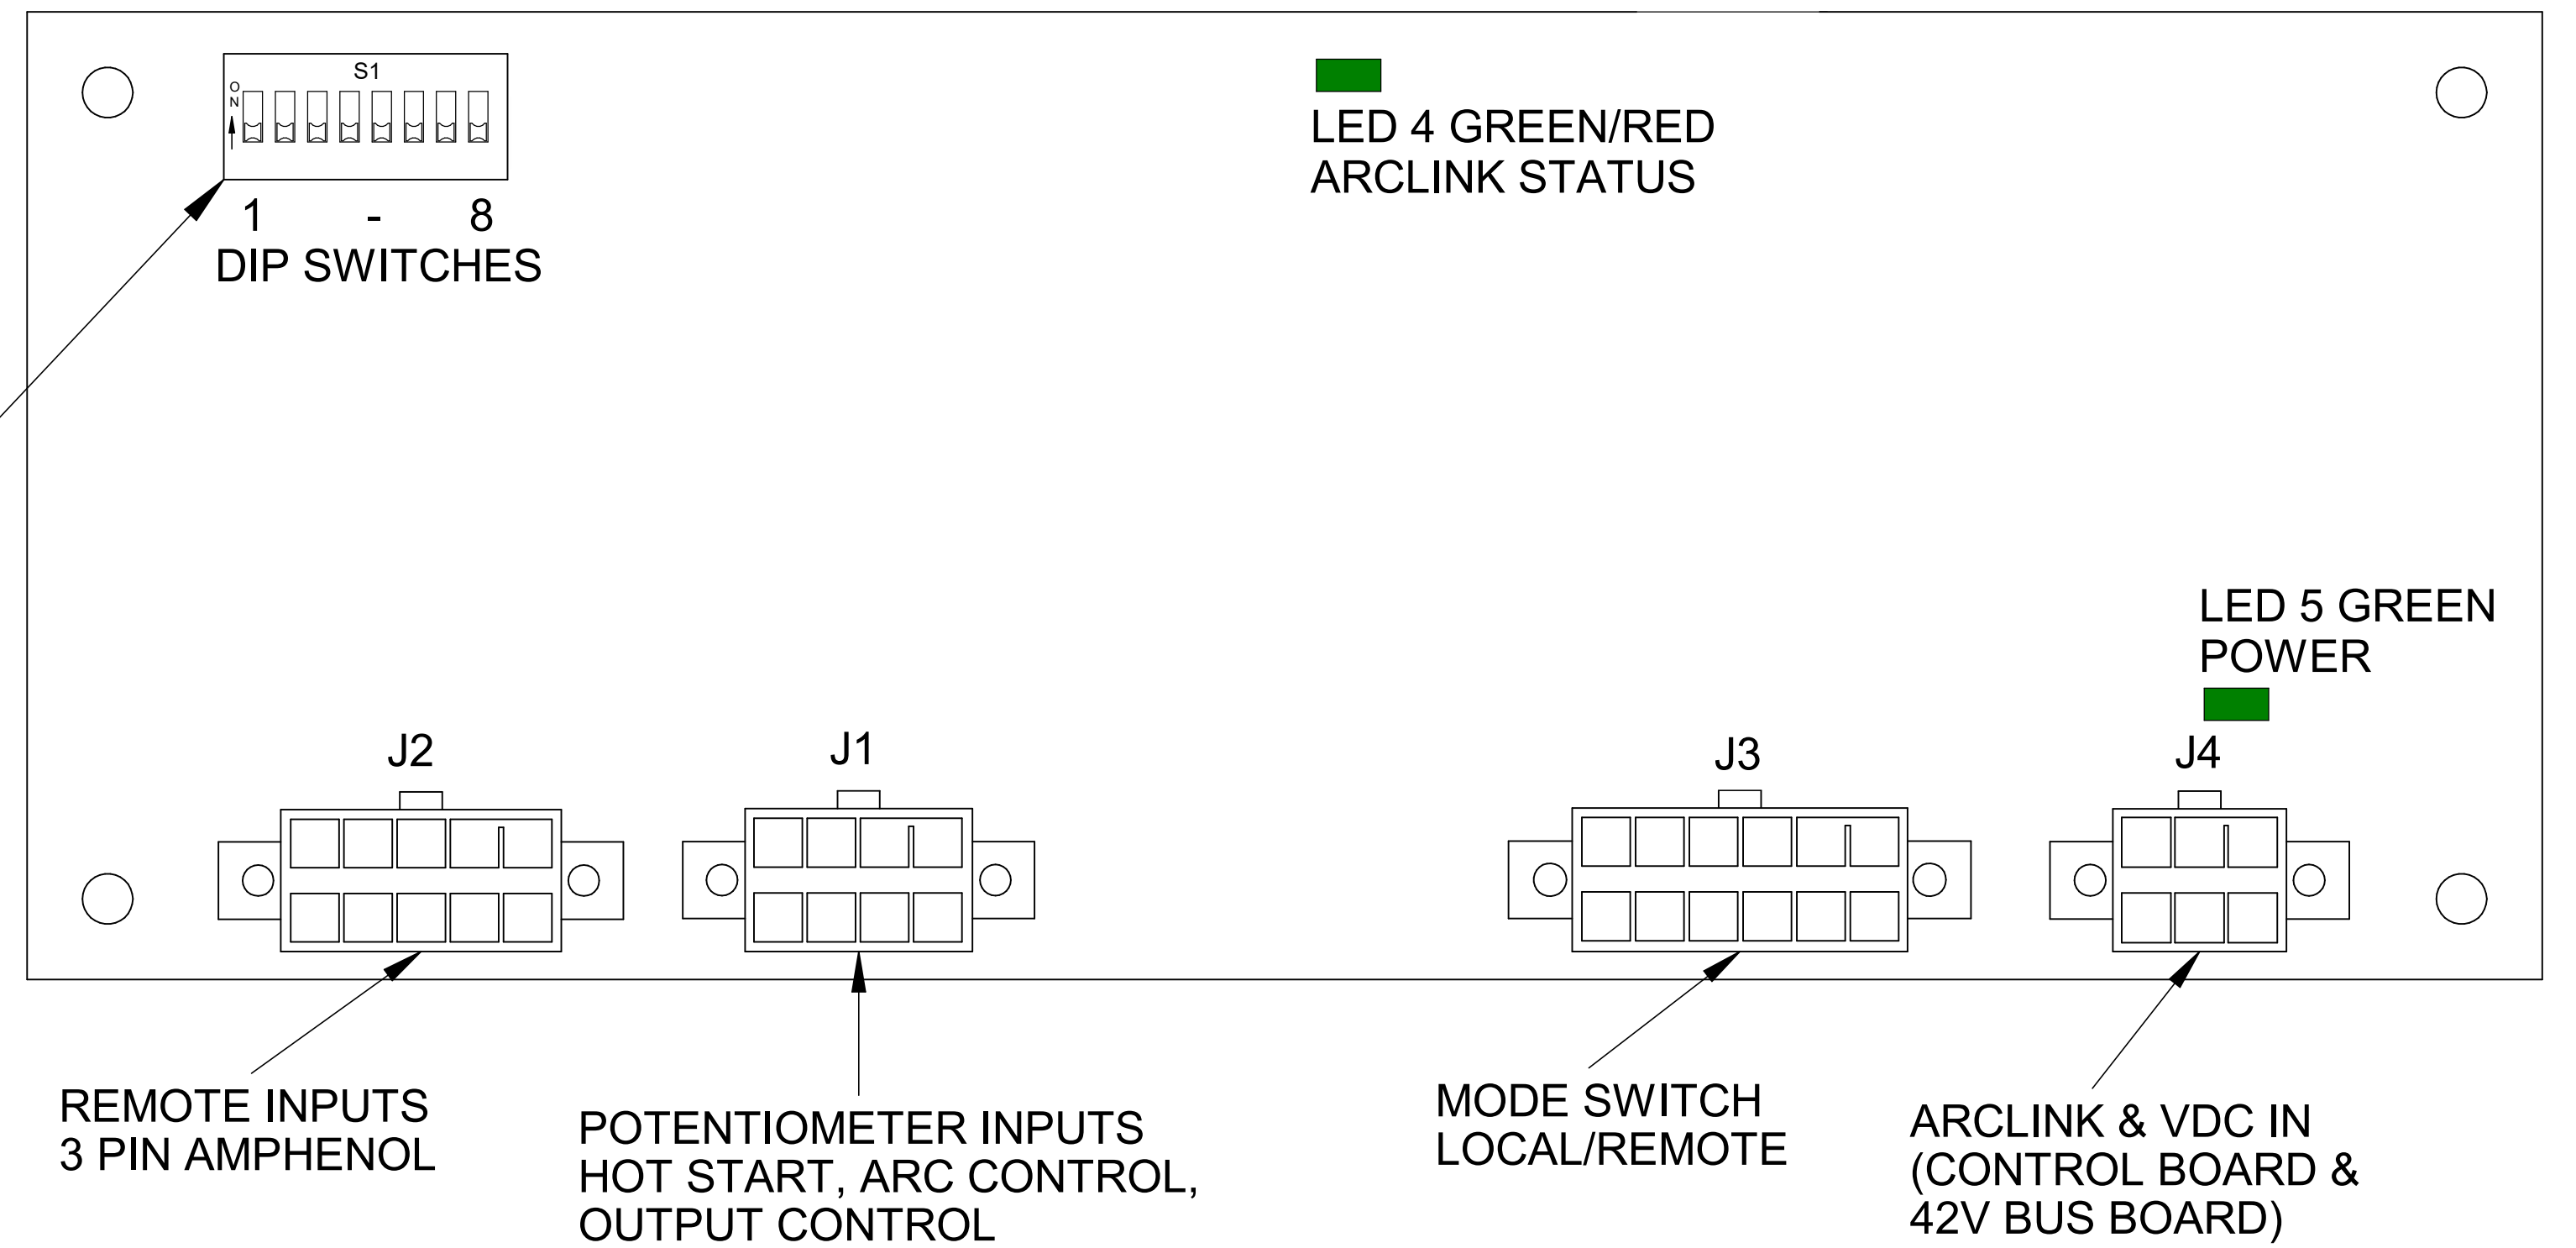 S1
ON
1 - 8
DIP SWITCHES
LED 4 GREEN/RED
ARCLINK STATUS
LED 5 GREEN
POWER
J2
J1
J3
J4
REMOTE INPUTS
3 PIN AMPHENOL
POTENTIOMETER INPUTS
HOT START, ARC CONTROL,
OUTPUT CONTROL
MODE SWITCH
LOCAL/REMOTE
ARCLINK & VDC IN
(CONTROL BOARD &
42V BUS BOARD)